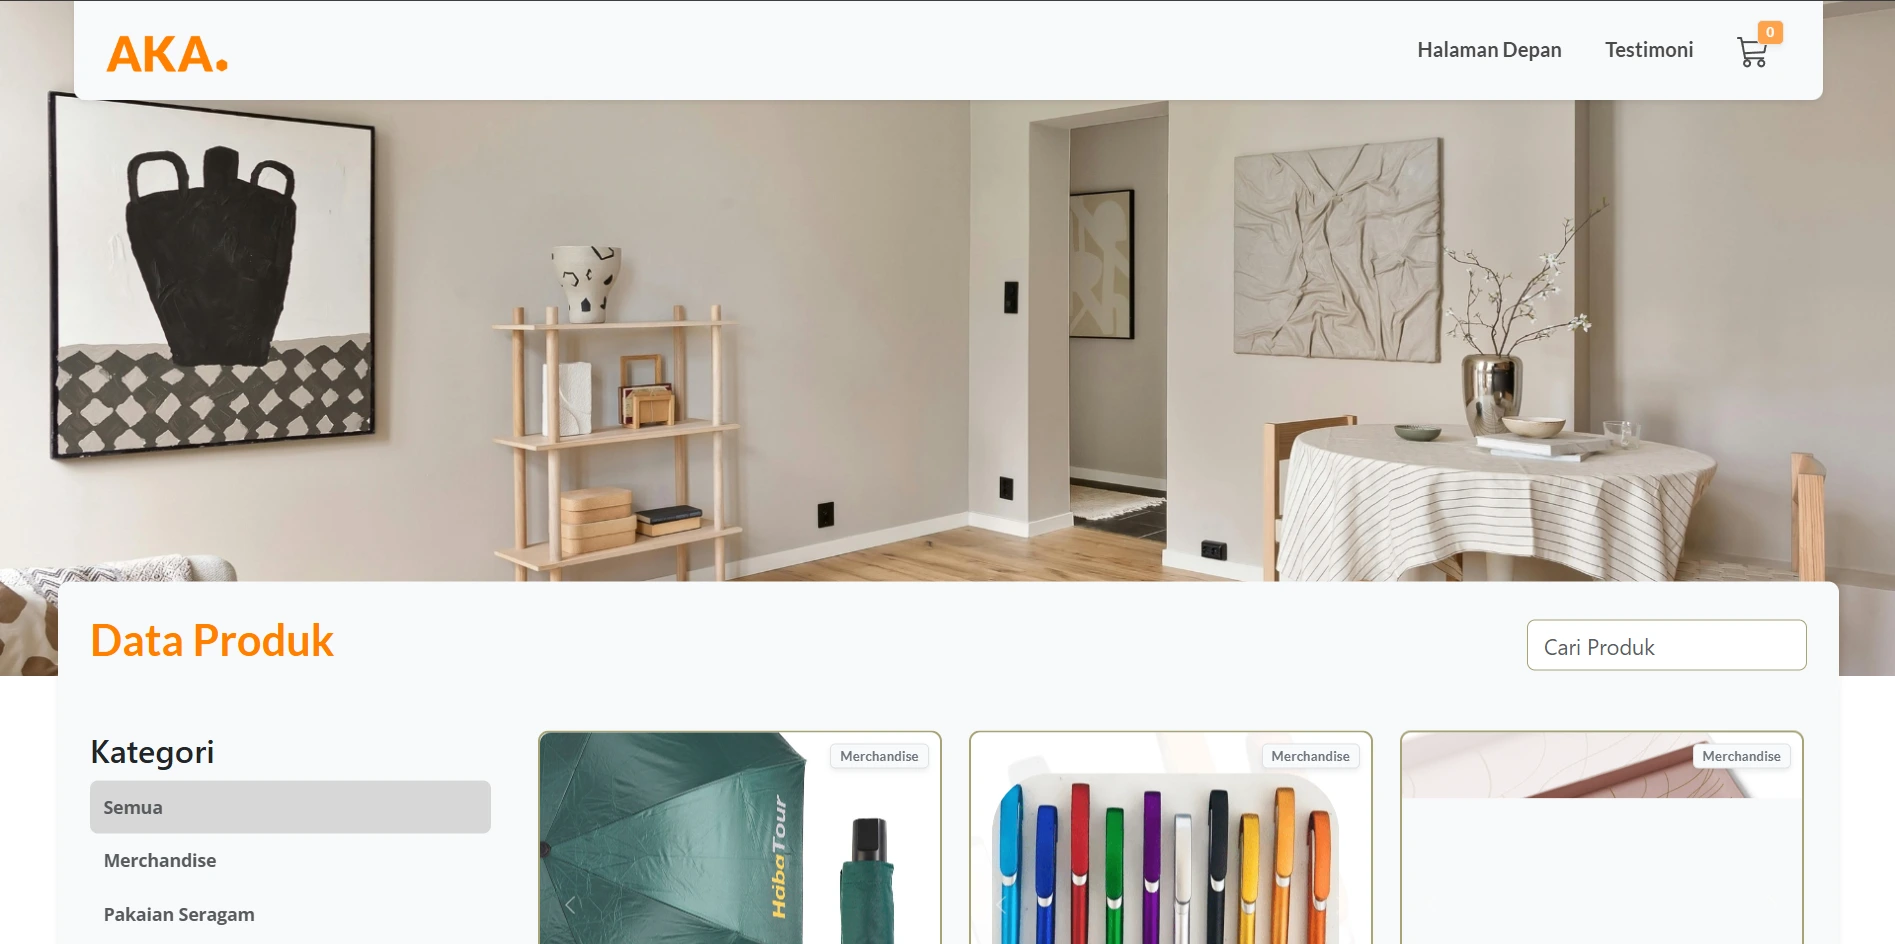 AKA.
Halaman Depan
Testimoni
0
Data Produk
Cari Produk
Kategori
Semua
Merchandise
Pakaian Seragam
Merchandise
HabaTour
Merchandise
Merchandise